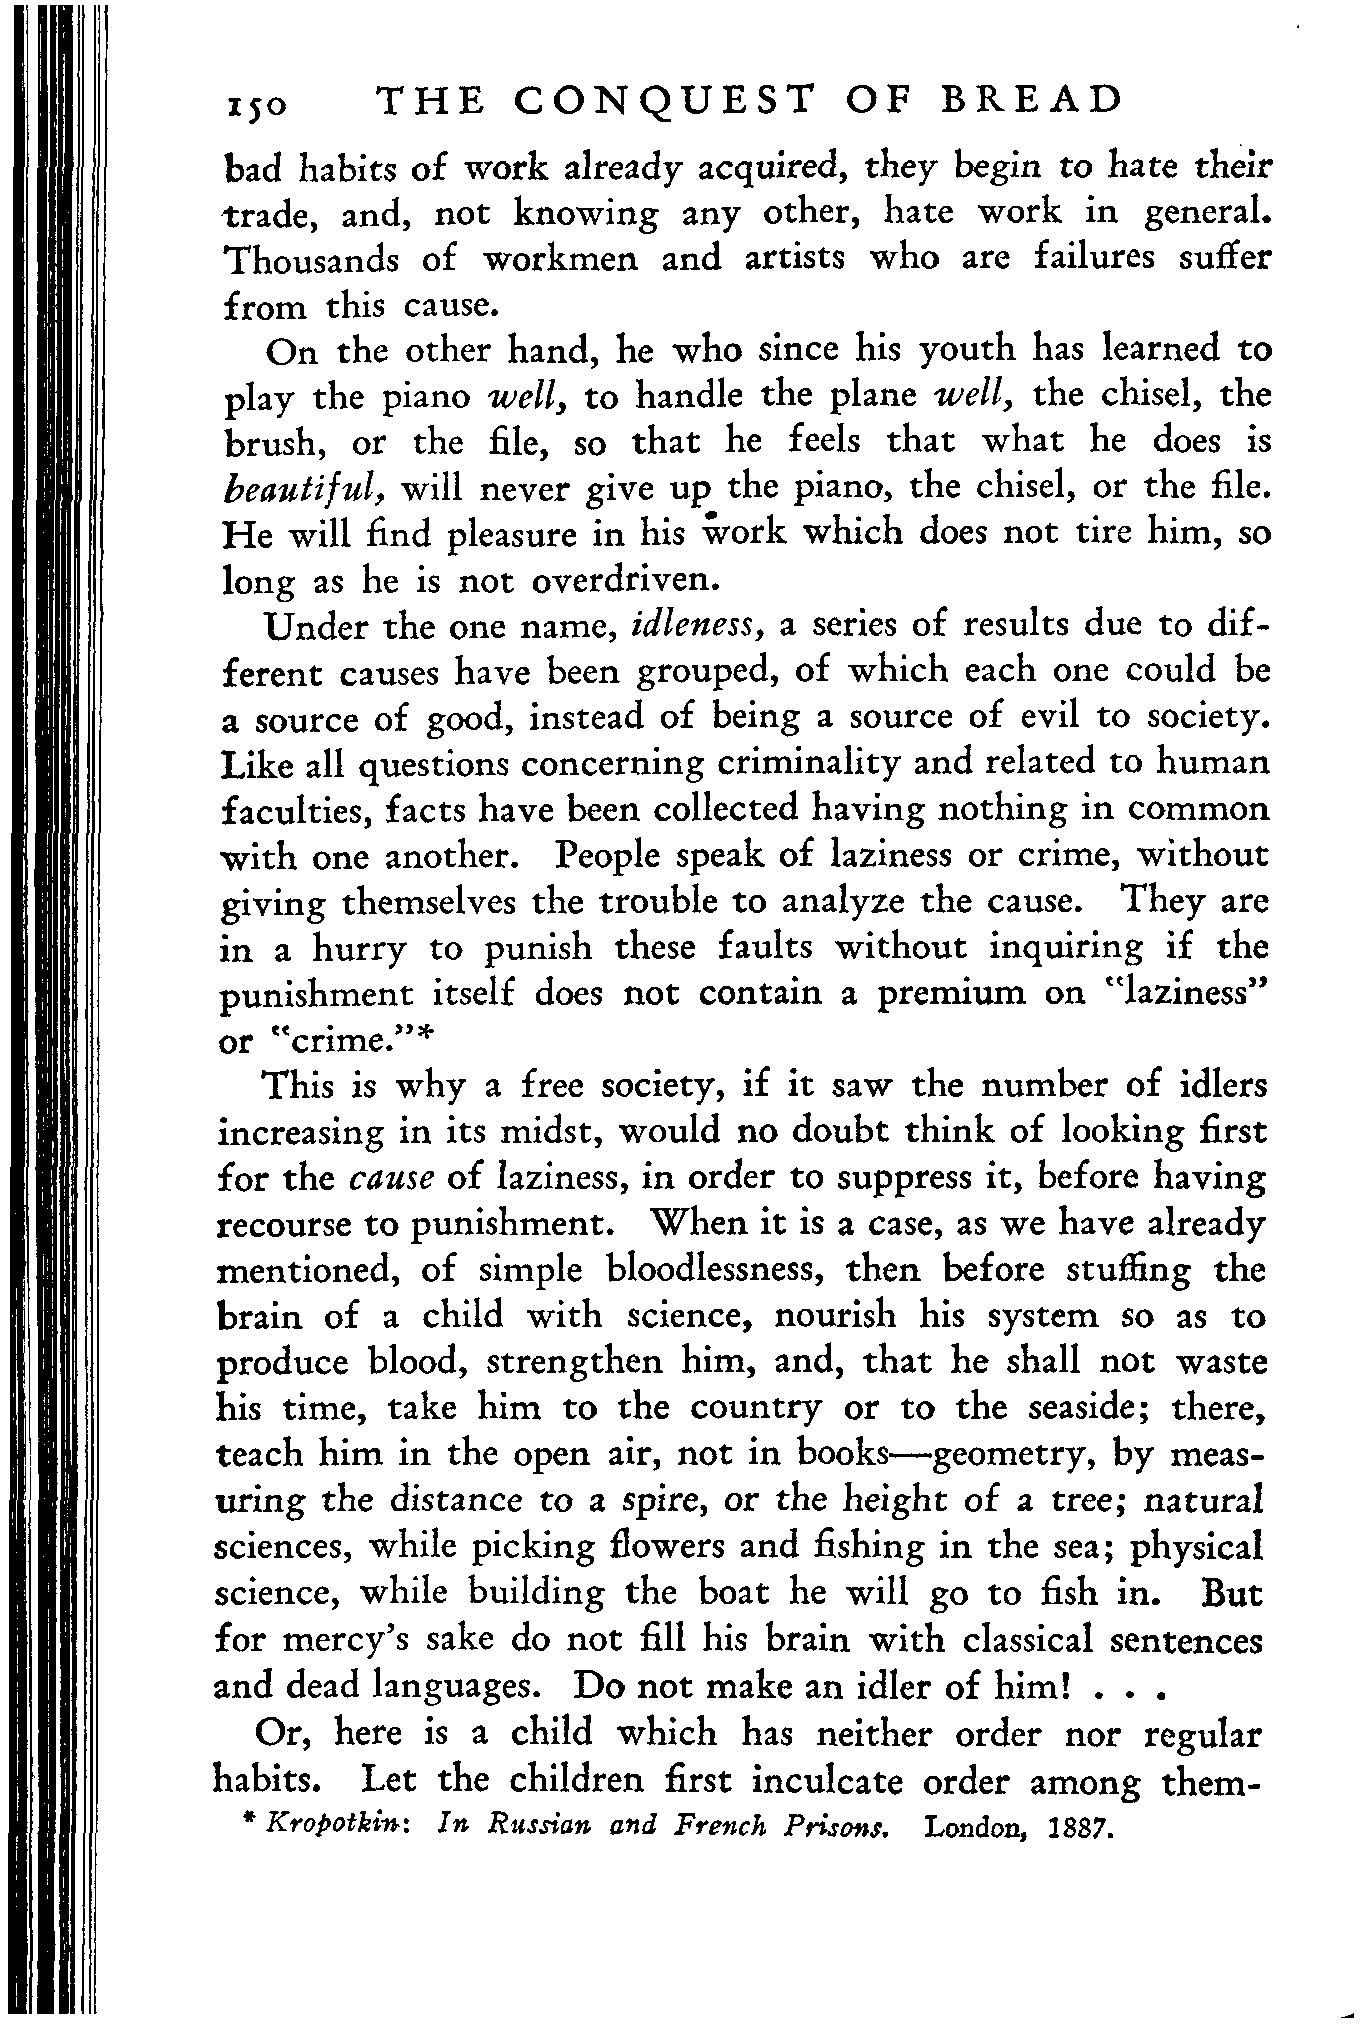 150 THE CONQUEST OF BREAD
bad habits of work already acquired, they begin to hate their
trade, and, not knowing any other, hate work in general.
Thousands of workmen and artists who are failures suffer
from this cause.
On the other hand, he who since his youth has learned to
play the piano well, to handle the plane well, the chisel, the
brush, or the file, so that he feels that what he does is
beautiful, will never give up the piano, the chisel, or the file.
He will find pleasure in his work which does not tire him, so
long as he is not overdriven.
Under the one name, idleness, a series of results due to dif-
ferent causes have been grouped, of which each one could be
a source of good, instead of being a source of evil to society.
Like all questions concerning criminality and related to human
faculties, facts have been collected having nothing in common
with one another. People speak of laziness or crime, without
giving themselves the trouble to analyze the cause. They are
in a hurry to punish these faults without inquiring if the
punishment itself does not contain a premium on "laziness"
or "crime."*
This is why a free society, if it saw the number of idlers
increasing in its midst, would no doubt think of looking first
for the cause of laziness, in order to suppress it, before having
recourse to punishment. When it is a case, as we have already
mentioned, of simple bloodlessness, then before stuffing the
brain of a child with science, nourish his system so as to
produce blood, strengthen him, and, that he shall not waste
his time, take him to the country or to the seaside; there,
teach him in the open air, not in books—geometry, by meas-
uring the distance to a spire, or the height of a tree; natural
sciences, while picking flowers and fishing in the sea; physical
science, while building the boat he will go to fish in. But
for mercy's sake do not fill his brain with classical sentences
and dead languages. Do not make an idler of him! . . .
Or, here is a child which has neither order nor regular
habits. Let the children first inculcate order among them-
* Kropotkin: In Russian and French Prisons. London, 1887.